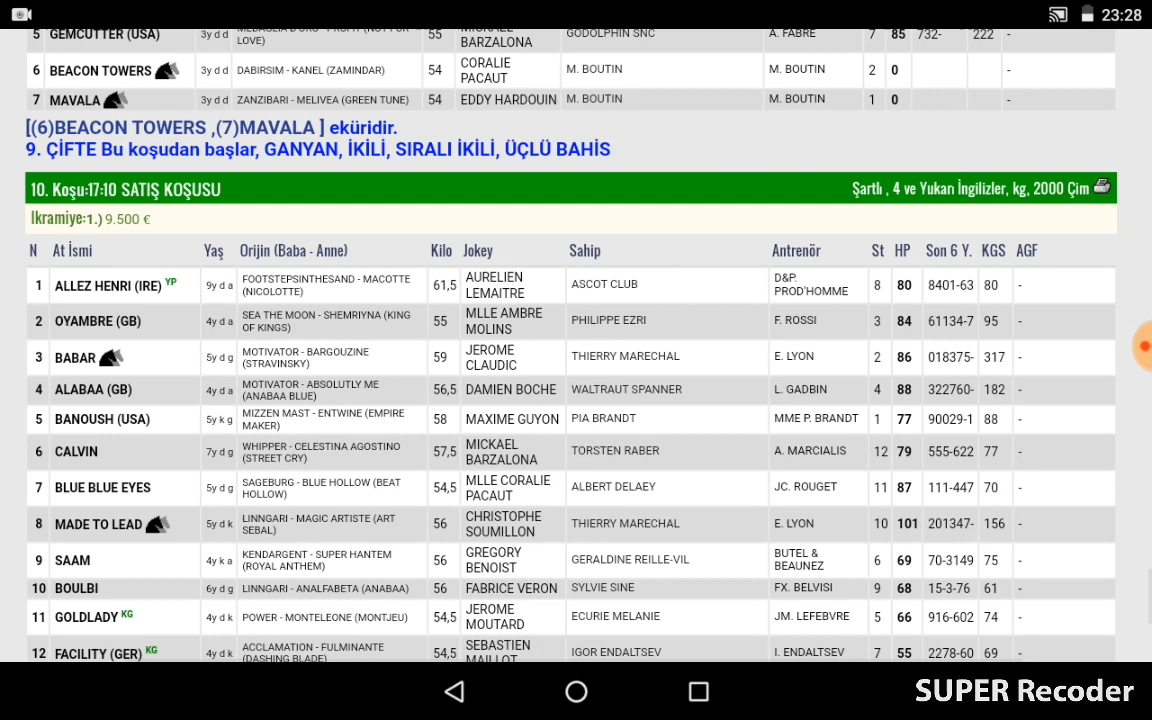 23:28
5 GEMCUTTER (USA) 3y d d LOVE) 55 BARZALONA GODOLPHIN SNC A. FABRE 7 85 732- 222 -
6 BEACON TOWERS 3y d d DABIRSIM - KANEL (ZAMINDAR) 54 CORALIE PACAUT M. BOUTIN M. BOUTIN 2 0 -
7 MAVALA 3y d d ZANZIBARI - MELIVEA (GREEN TUNE) 54 EDDY HARDOUIN M. BOUTIN M. BOUTIN 1 0 -
[(6)BEACON TOWERS ,(7)MAVALA ] eküridir.
9. ÇİFTE Bu koşudan başlar, GANYAN, İKİLİ, SIRALI İKİLİ, ÜÇLÜ BAHİS
10. Koşu:17:10 SATIŞ KOŞUSU Şartlı , 4 ve Yukarı İngilizler, kg, 2000 Çim
Ikramiye:1.) 9.500 €
N At İsmi Yaş Orijin (Baba - Anne) Kilo Jokey Sahip Antrenör St HP Son 6 Y. KGS AGF
1 ALLEZ HENRI (IRE) YP 9y d a FOOTSTEPSINTHESAND - MACOTTE (NICOLOTTE) 61,5 AURELIEN LEMAITRE ASCOT CLUB D&P. PROD'HOMME 8 80 8401-63 80 -
2 OYAMBRE (GB) 4y d a SEA THE MOON - SHEMRIYNA (KING OF KINGS) 55 MLLE AMBRE MOLINS PHILIPPE EZRI F. ROSSI 3 84 61134-7 95 -
3 BABAR 5y d g MOTIVATOR - BARGOUZINE (STRAVINSKY) 59 JEROME CLAUDIC THIERRY MARECHAL E. LYON 2 86 018375- 317 -
4 ALABAA (GB) 4y d a MOTIVATOR - ABSOLUTLY ME (ANABAA BLUE) 56,5 DAMIEN BOCHE WALTRAUT SPANNER L. GADBIN 4 88 322760- 182 -
5 BANOUSH (USA) 5y k g MIZZEN MAST - ENTWINE (EMPIRE MAKER) 58 MAXIME GUYON PIA BRANDT MME P. BRANDT 1 77 90029-1 88 -
6 CALVIN 7y d g WHIPPER - CELESTINA AGOSTINO (STREET CRY) 57,5 MICKAEL BARZALONA TORSTEN RABER A. MARCIALIS 12 79 555-622 77 -
7 BLUE BLUE EYES 5y d g SAGEBURG - BLUE HOLLOW (BEAT HOLLOW) 54,5 MLLE CORALIE PACAUT ALBERT DELAEY JC. ROUGET 11 87 111-447 70 -
8 MADE TO LEAD 5y d k LINNGARI - MAGIC ARTISTE (ART SEBAL) 56 CHRISTOPHE SOUMILLON THIERRY MARECHAL E. LYON 10 101 201347- 156 -
9 SAAM 4y k a KENDARGENT - SUPER HANTEM (ROYAL ANTHEM) 56 GREGORY BENOIST GERALDINE REILLE-VIL BUTEL & BEAUNEZ 6 69 70-3149 75 -
10 BOULBI 6y d g LINNGARI - ANALFABETA (ANABAA) 56 FABRICE VERON SYLVIE SINE FX. BELVISI 9 68 15-3-76 61 -
11 GOLDLADY KG 4y d k POWER - MONTELEONE (MONTJEU) 54,5 JEROME MOUTARD ECURIE MELANIE JM. LEFEBVRE 5 66 916-602 74 -
12 FACILITY (GER) KG 4y d k ACCLAMATION - FULMINANTE (DASHING BLADE) 54,5 SEBASTIEN MAILLOT IGOR ENDALTSEV I. ENDALTSEV 7 55 2278-60 69 -
SUPER Recoder